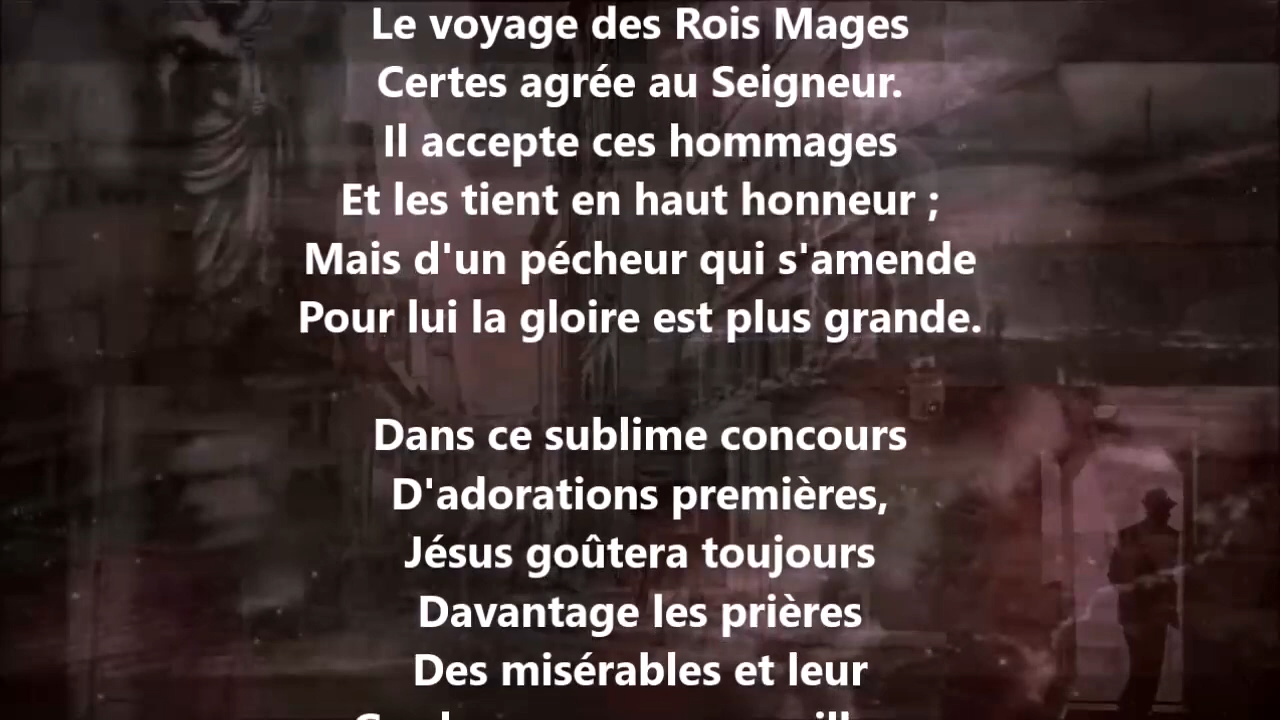 Le voyage des Rois Mages
Certes agrée au Seigneur.
Il accepte ces hommages
Et les tient en haut honneur ;
Mais d'un pécheur qui s'amende
Pour lui la gloire est plus grande.
Dans ce sublime concours
D'adorations premières,
Jésus goûtera toujours
Davantage les prières
Des misérables et leur